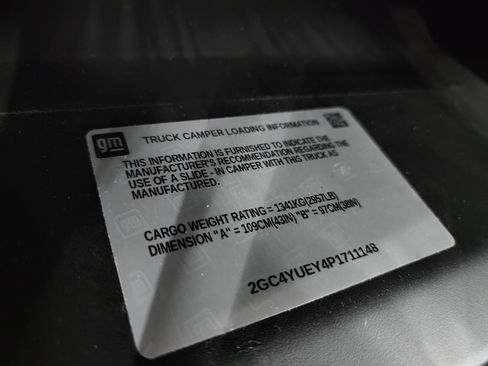 gm
TRUCK CAMPER LOADING INFORMATION
THIS INFORMATION IS FURNISHED TO INDICATE THE
MANUFACTURER'S RECOMMENDATION REGARDING THE
USE OF A SLIDE - IN CAMPER WITH THIS TRUCK AS
MANUFACTURED.
CARGO WEIGHT RATING = 1341KG(2957LB)
DIMENSION "A" = 109CM(43IN) "B" = 97CM(38IN)
2GC4YUEY4P1711148